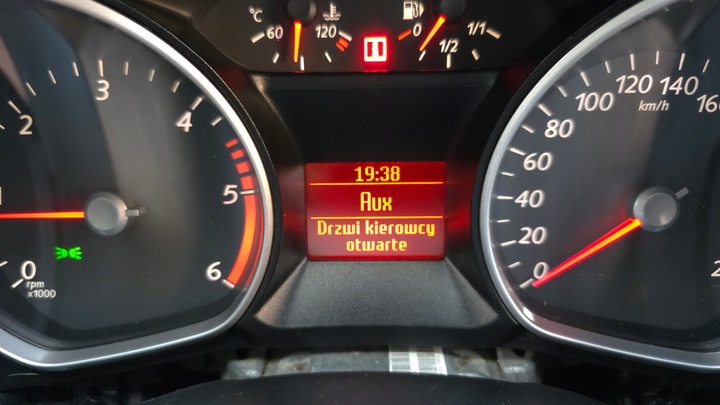 °C 60 120 0 1/2 1/1
1 2 3 4 5 6 0
rpm
x1000
19:38
Aux
Drzwi kierowcy
otwarte
0 20 40 60 80 100 120 140
km/h